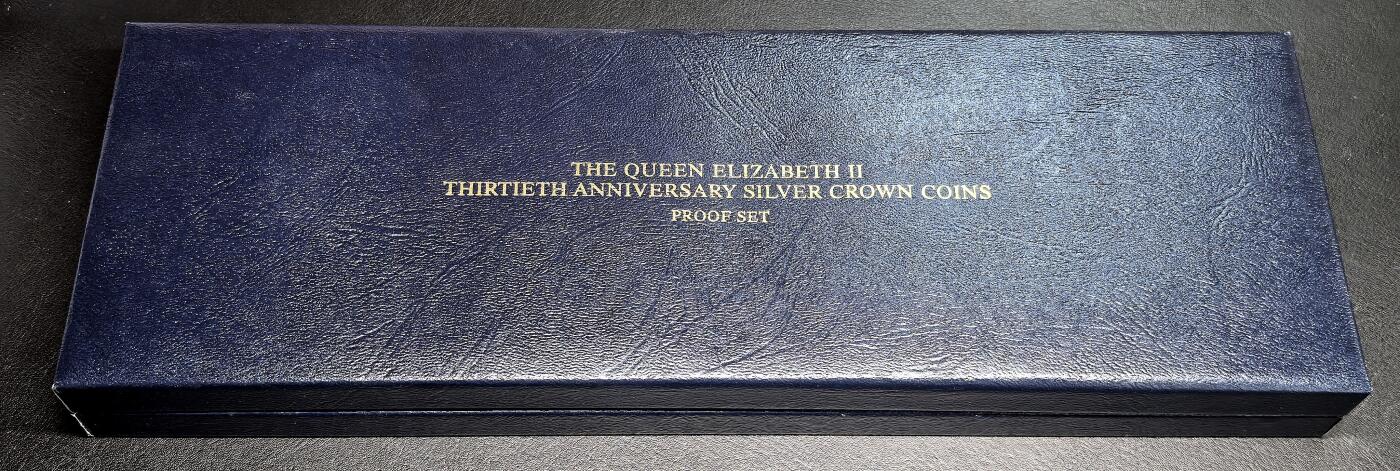 THE QUEEN ELIZABETH II
THIRTIETH ANNIVERSARY SILVER CROWN COINS
PROOF SET